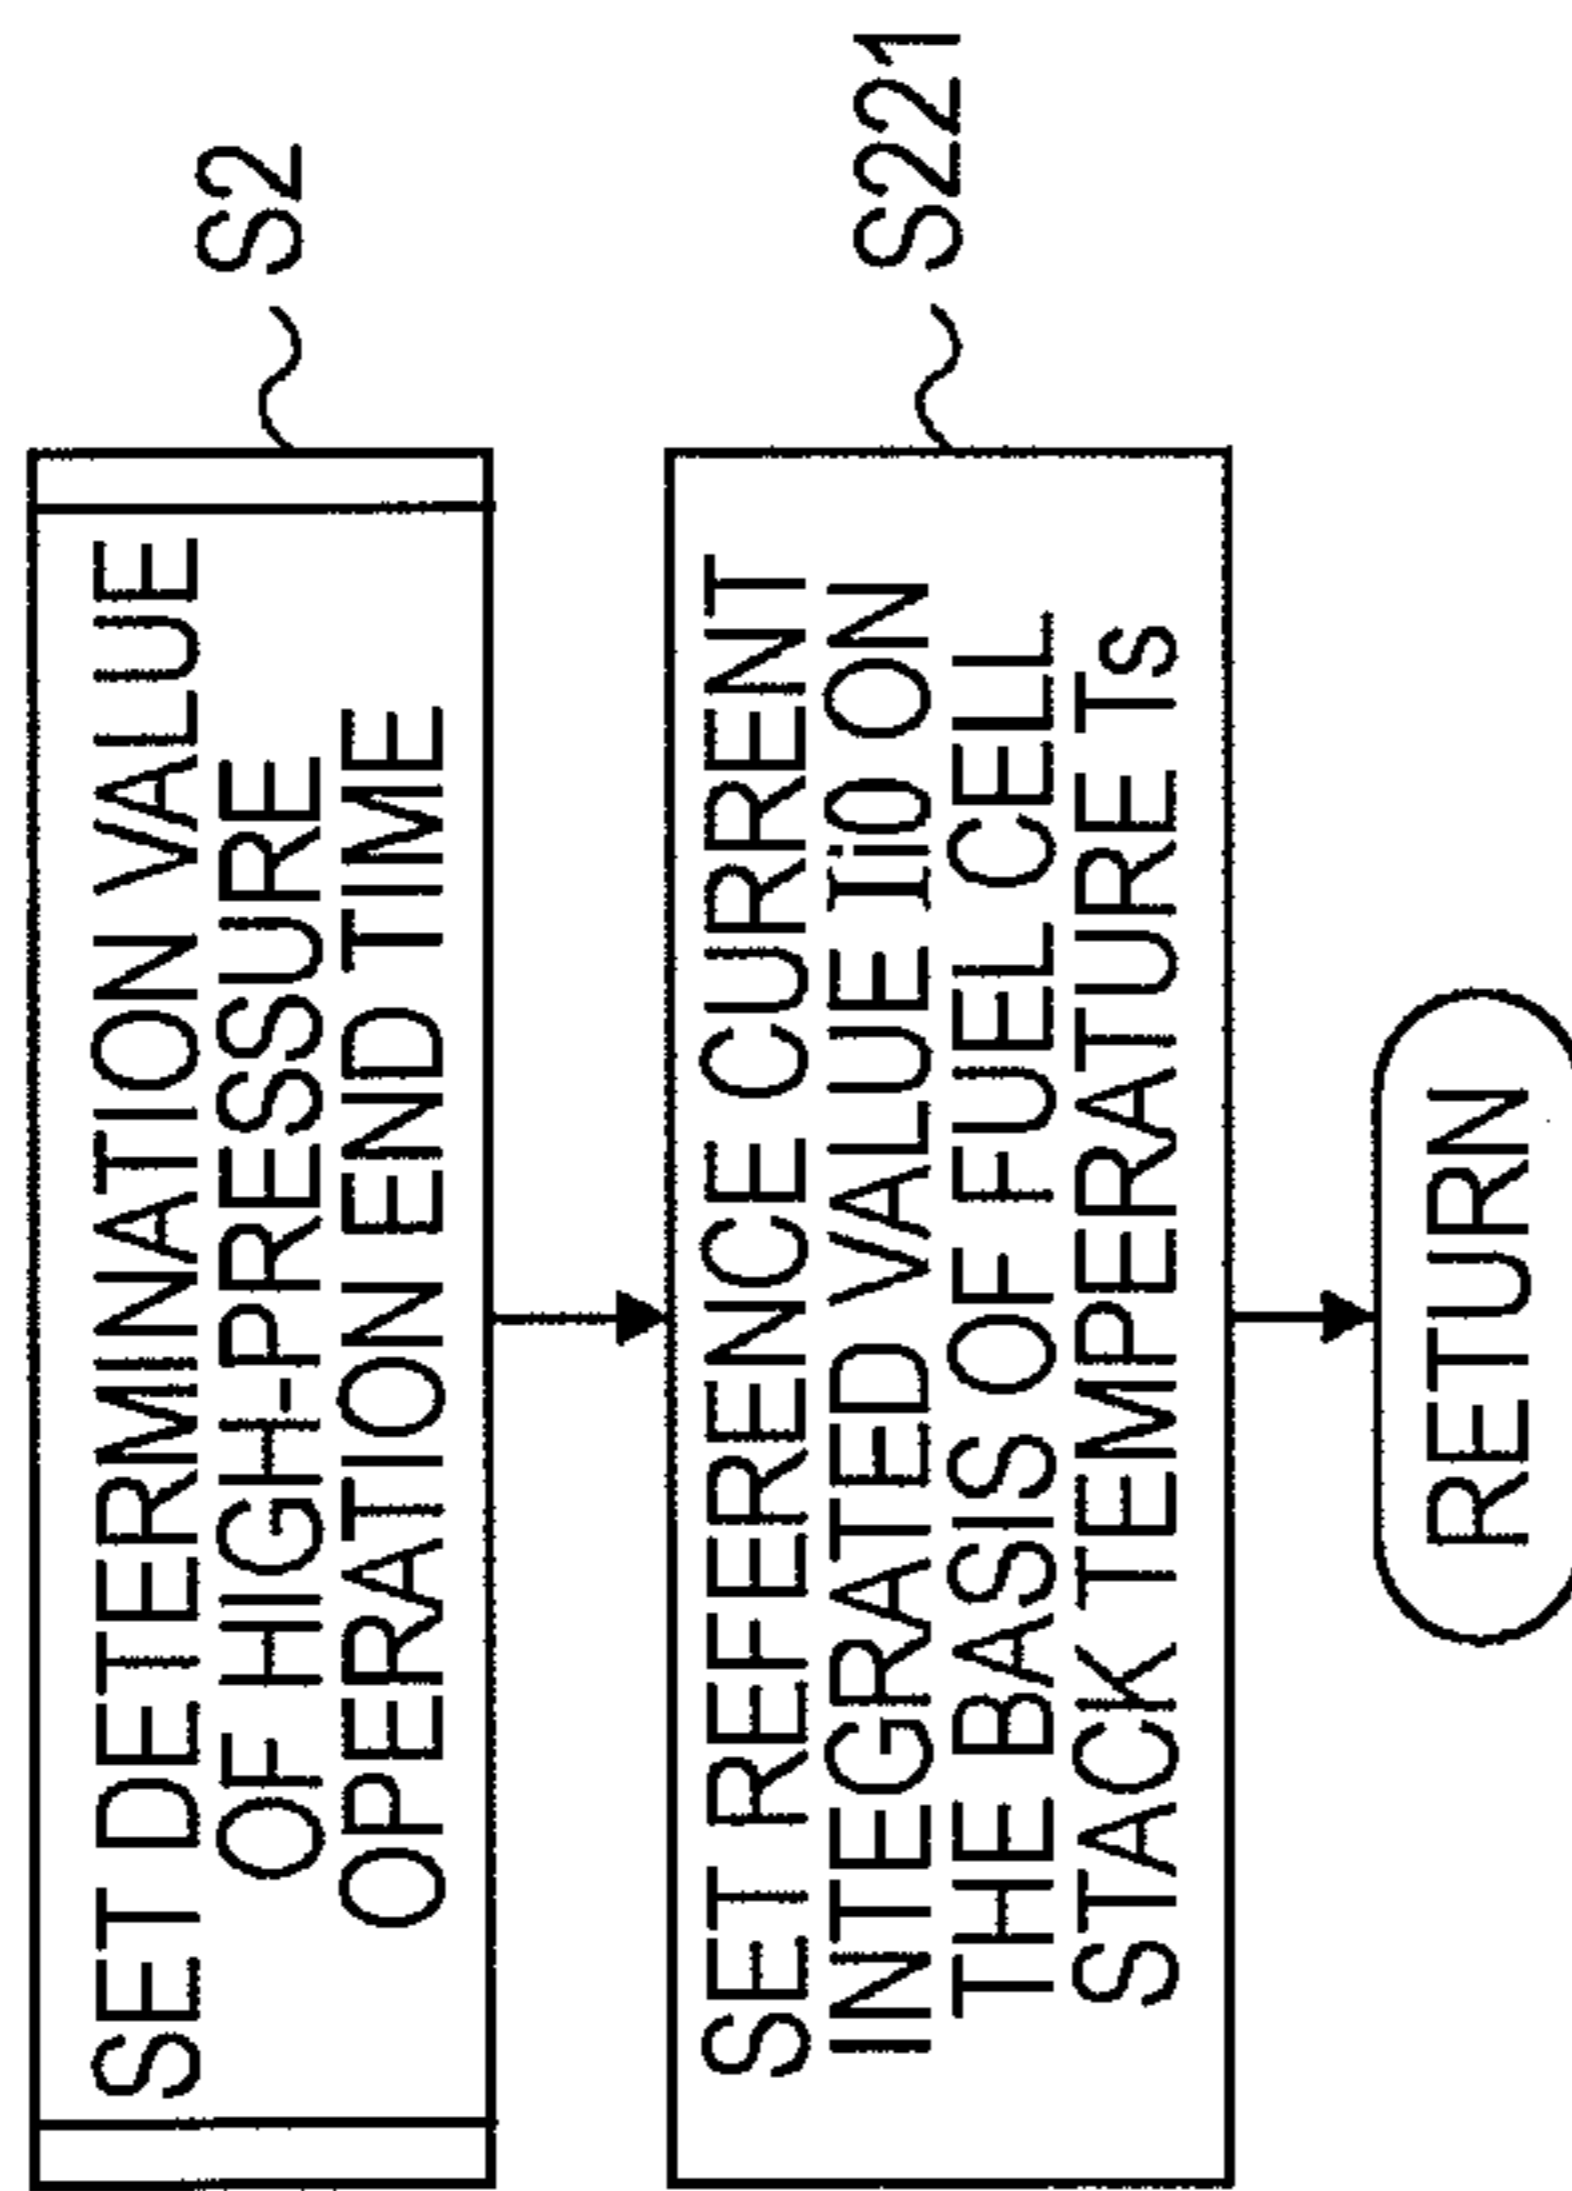 SET DETERMINATION VALUE
OF HIGH-PRESSURE
OPERATION END TIME
S2
SET REFERENCE CURRENT
INTEGRATED VALUE Ii0 ON
THE BASIS OF FUEL CELL
STACK TEMPERATURE Ts
S221
RETURN